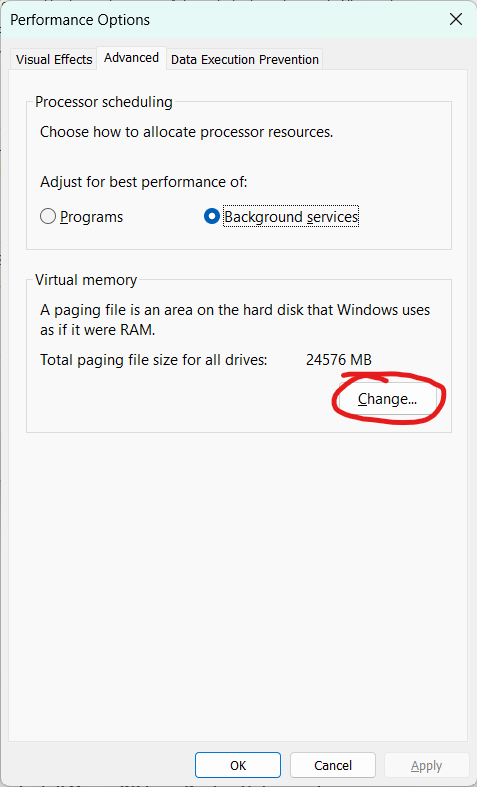 Performance Options
Visual Effects Advanced Data Execution Prevention
Processor scheduling
Choose how to allocate processor resources.
Adjust for best performance of:
Programs Background services
Virtual memory
A paging file is an area on the hard disk that Windows uses
as if it were RAM.
Total paging file size for all drives: 24576 MB
Change...
OK Cancel Apply